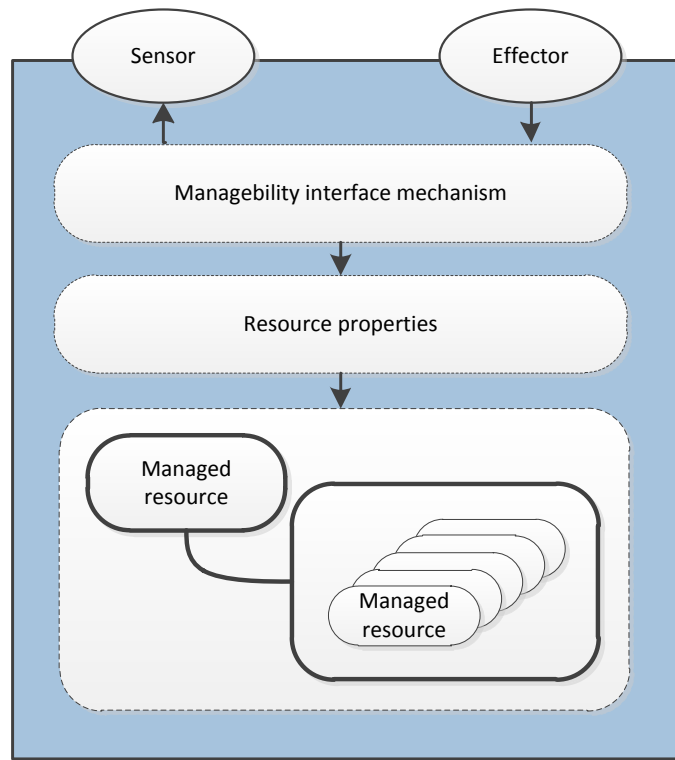 Sensor
Effector
Managebility interface mechanism
Resource properties
Managed
resource
Managed
resource